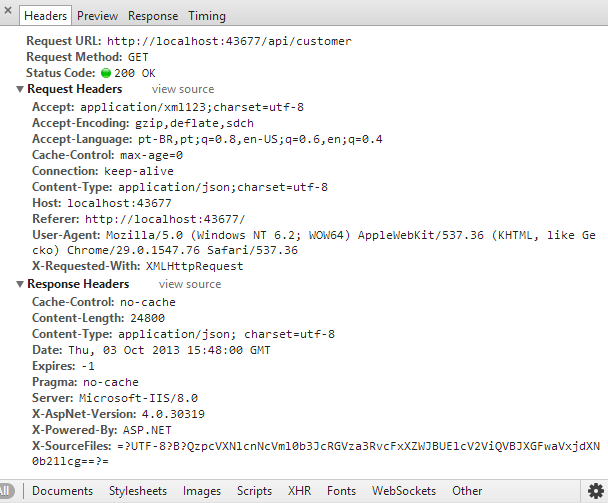 × Headers Preview Response Timing
Request URL: http://localhost:43677/api/customer
Request Method: GET
Status Code: 200 OK
▼ Request Headers view source
Accept: application/xml123;charset=utf-8
Accept-Encoding: gzip,deflate,sdch
Accept-Language: pt-BR,pt;q=0.8,en-US;q=0.6,en;q=0.4
Cache-Control: max-age=0
Connection: keep-alive
Content-Type: application/json;charset=utf-8
Host: localhost:43677
Referer: http://localhost:43677/
User-Agent: Mozilla/5.0 (Windows NT 6.2; WOW64) AppleWebKit/537.36 (KHTML, like Ge
cko) Chrome/29.0.1547.76 Safari/537.36
X-Requested-With: XMLHttpRequest
▼ Response Headers view source
Cache-Control: no-cache
Content-Length: 24800
Content-Type: application/json; charset=utf-8
Date: Thu, 03 Oct 2013 15:48:00 GMT
Expires: -1
Pragma: no-cache
Server: Microsoft-IIS/8.0
X-AspNet-Version: 4.0.30319
X-Powered-By: ASP.NET
X-SourceFiles: =?UTF-8?B?QzpcVXNlcnNcVml0b3JcRGVza3RvcFxXZWJBUElcV2ViQVBJXGFwaVxjdXN
0b21lcg==?=
All Documents Stylesheets Images Scripts XHR Fonts WebSockets Other